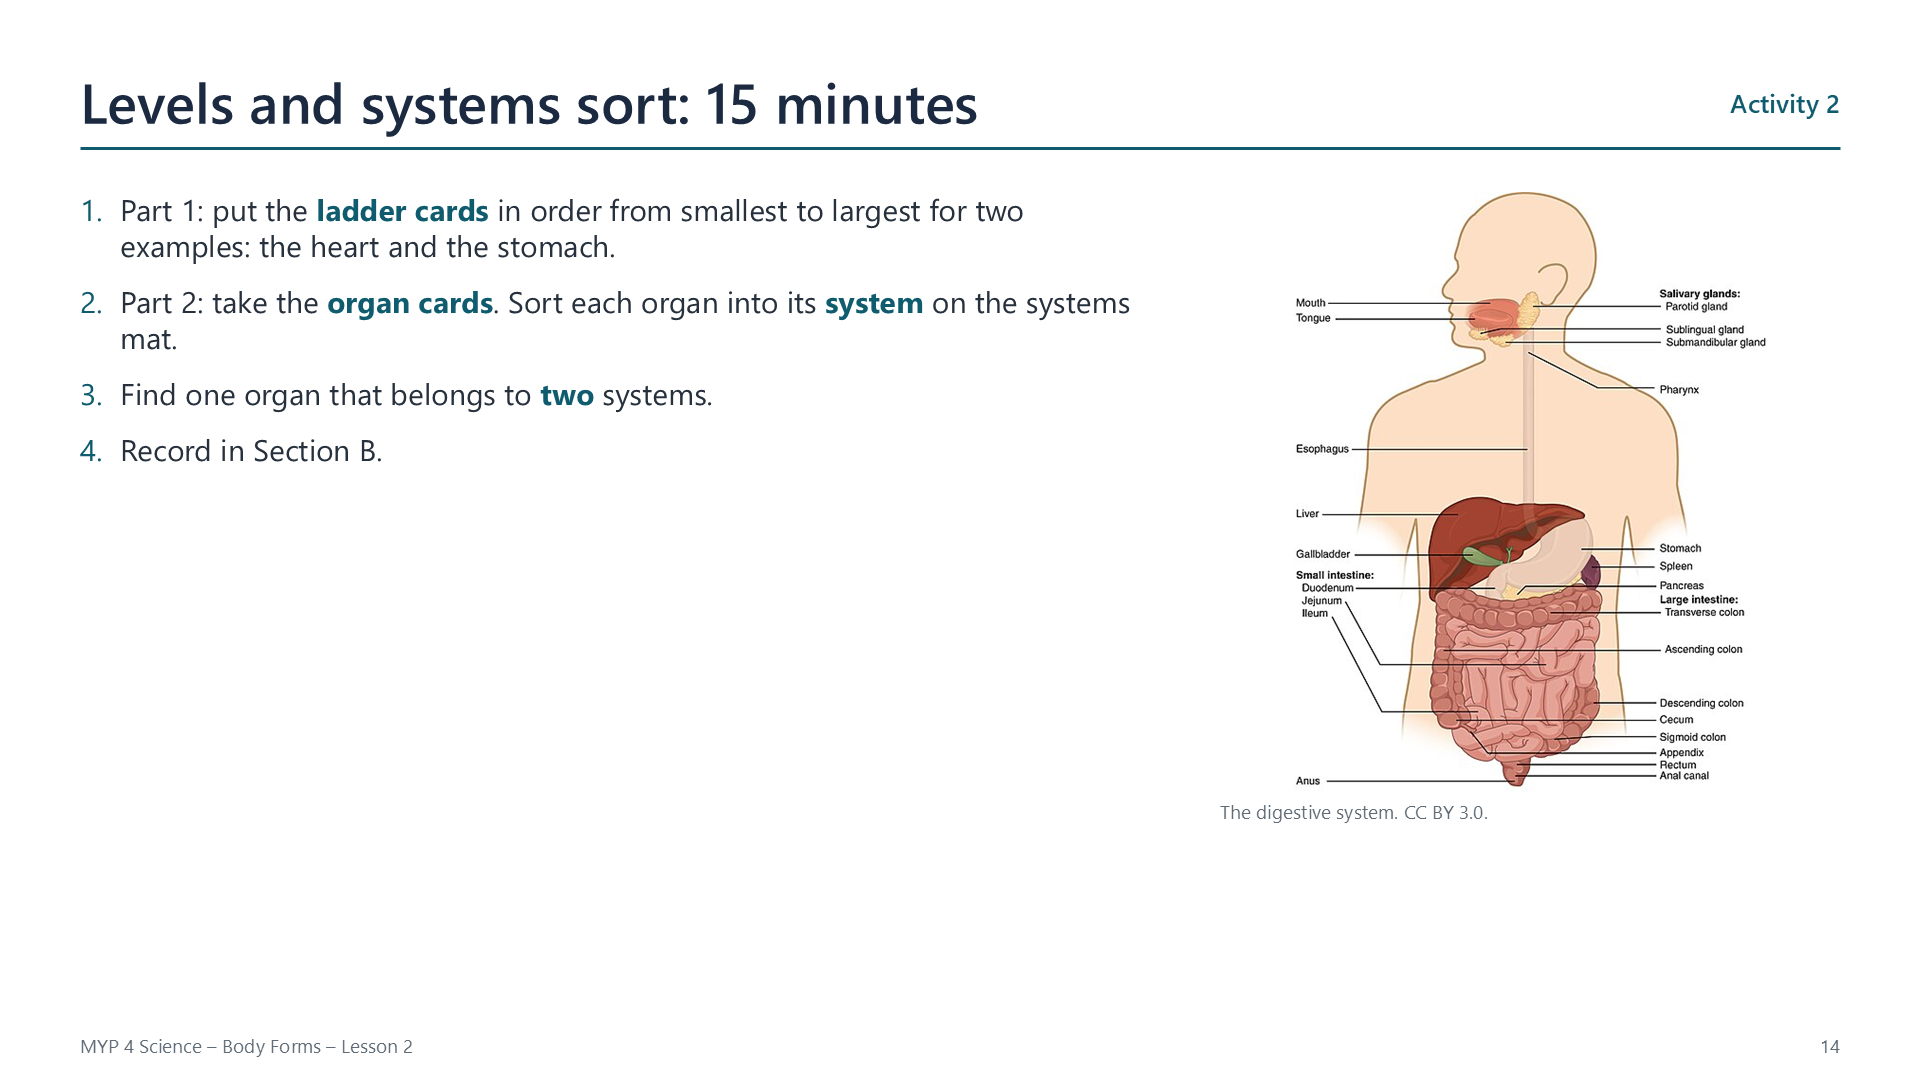 Levels and systems sort: 15 minutes
Activity 2
1. Part 1: put the ladder cards in order from smallest to largest for two
examples: the heart and the stomach.
2. Part 2: take the organ cards. Sort each organ into its system on the systems
mat.
3. Find one organ that belongs to two systems.
4. Record in Section B.
Mouth
Tongue
Esophagus
Liver
Gallbladder
Small intestine:
Duodenum
Jejunum
Ileum
Anus
Salivary glands:
Parotid gland
Sublingual gland
Submandibular gland
Pharynx
Stomach
Spleen
Pancreas
Large intestine:
Transverse colon
Ascending colon
Descending colon
Cecum
Sigmoid colon
Appendix
Rectum
Anal canal
The digestive system. CC BY 3.0.
MYP 4 Science – Body Forms – Lesson 2
14